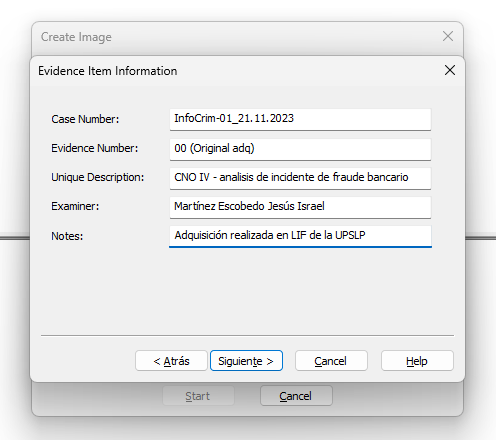 Create Image
Evidence Item Information
Case Number: InfoCrim-01_21.11.2023
Evidence Number: 00 (Original adq)
Unique Description: CNO IV - analisis de incidente de fraude bancario
Examiner: Martínez Escobedo Jesús Israel
Notes: Adquisición realizada en LIF de la UPSLP
< Atrás Siguiente > Cancel Help
Start Cancel